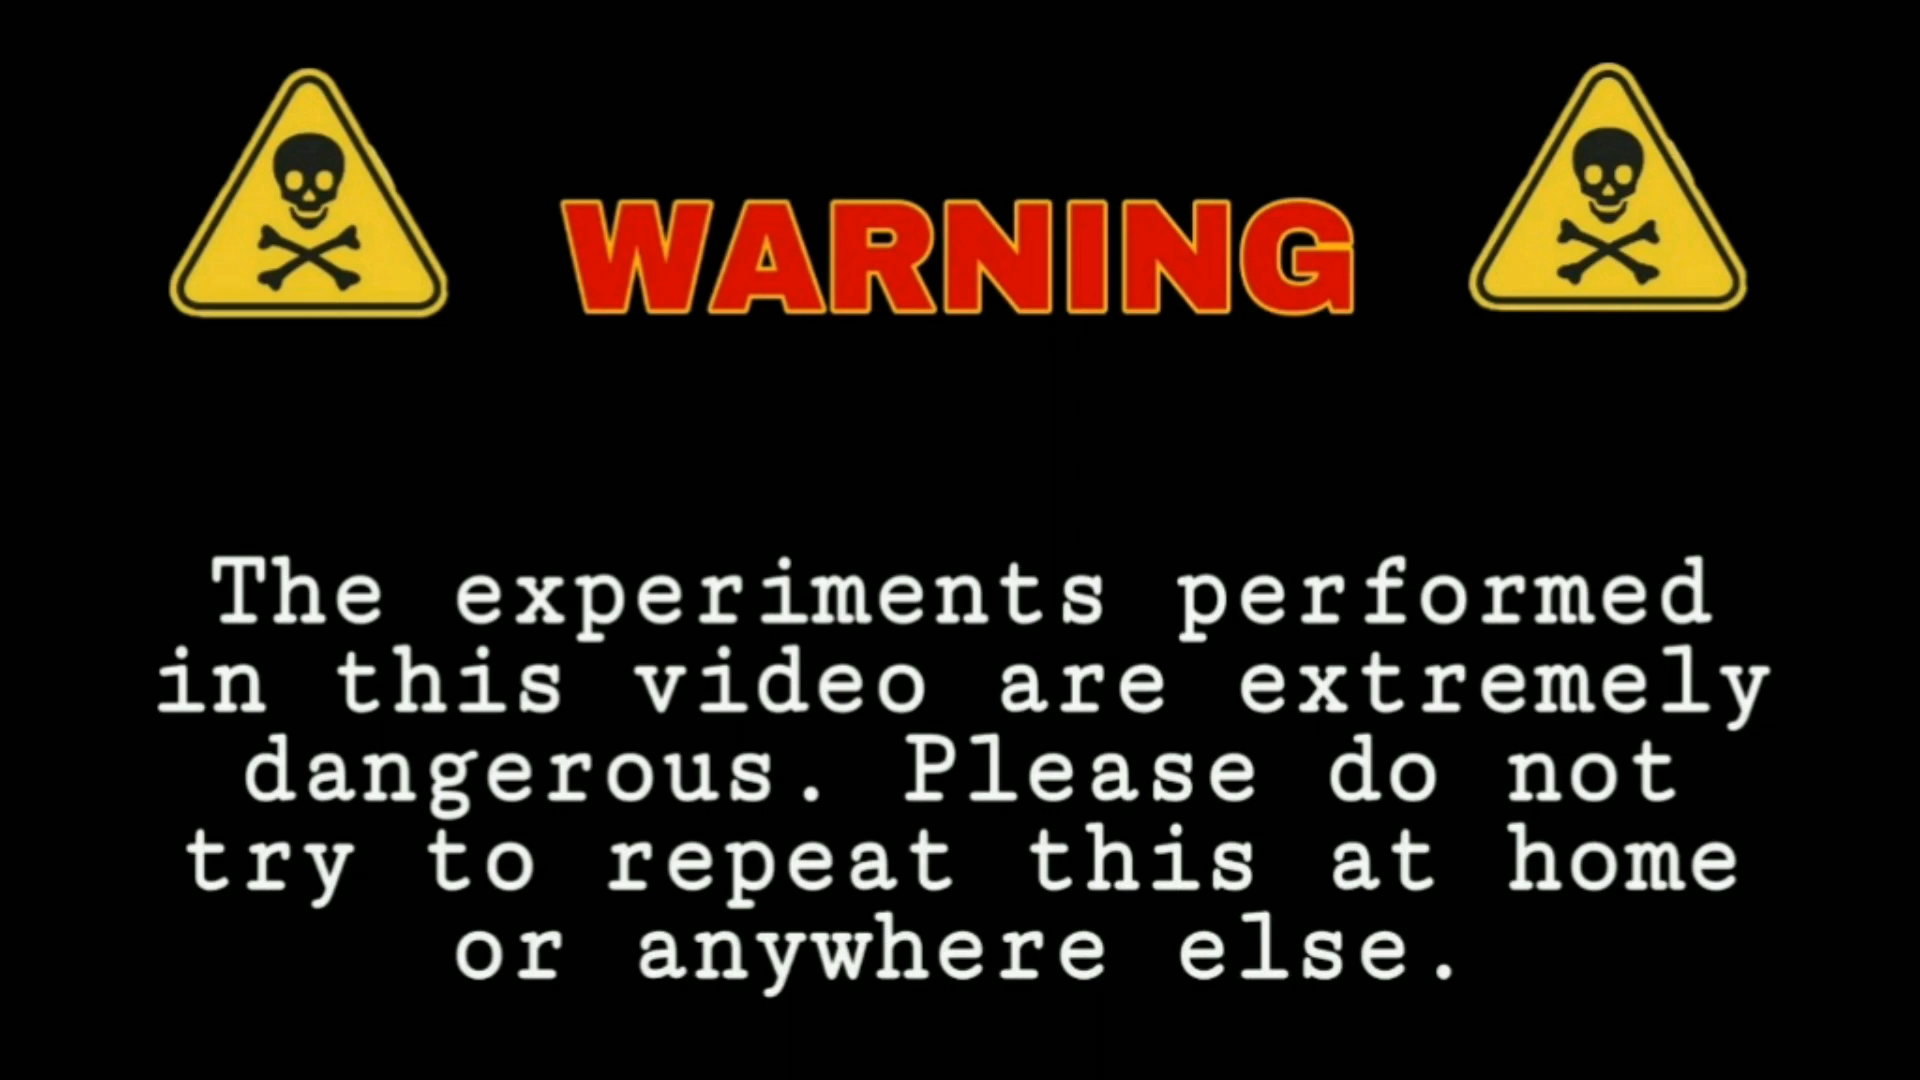 WARNING
The experiments performed
in this video are extremely
dangerous. Please do not
try to repeat this at home
or anywhere else.